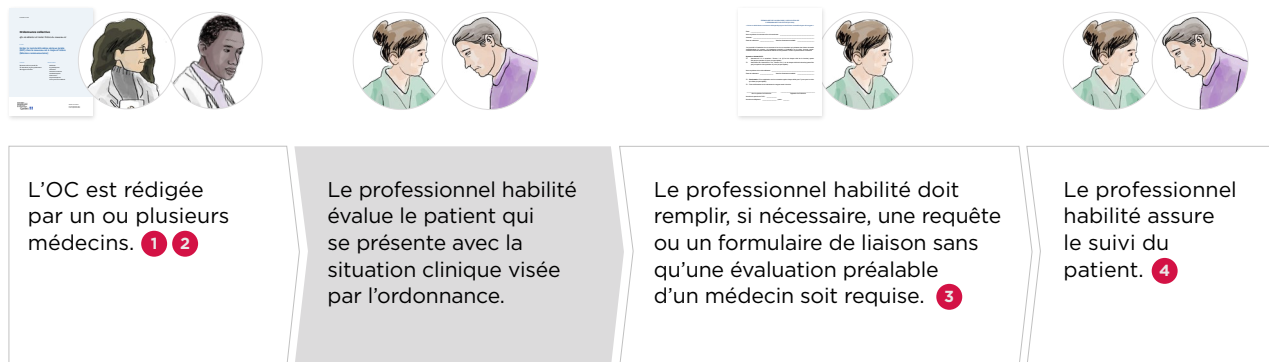 Ordonnance collective
L'OC est rédigée
par un ou plusieurs
médecins. 1 2
Le professionnel habilité
évalue le patient qui
se présente avec la
situation clinique visée
par l'ordonnance.
Le professionnel habilité doit
remplir, si nécessaire, une requête
ou un formulaire de liaison sans
qu'une évaluation préalable
d'un médecin soit requise. 3
Le professionnel
habilité assure
le suivi du
patient. 4